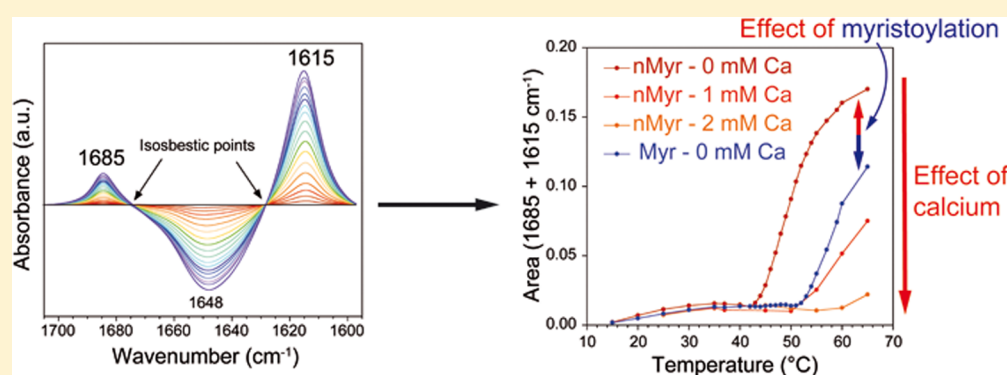 1685
1615
Isosbestic points
1648
Absorbance (a.u.)
1700 1680 1660 1640 1620 1600
Wavenumber (cm⁻¹)
Effect of myristoylation
nMyr - 0 mM Ca
nMyr - 1 mM Ca
nMyr - 2 mM Ca
Myr - 0 mM Ca
Effect of
calcium
Area (1685 + 1615 cm⁻¹)
0.20
0.15
0.10
0.05
0.00
10 20 30 40 50 60 70
Temperature (°C)